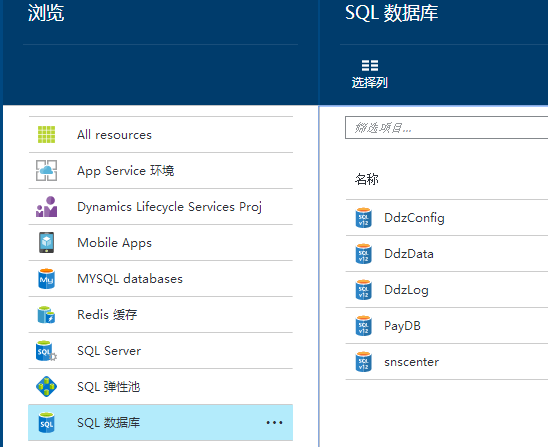 浏览
All resources
App Service 环境
Dynamics Lifecycle Services Proj
Mobile Apps
MYSQL databases
Redis 缓存
SQL Server
SQL 弹性池
SQL 数据库
SQL 数据库
选择列
筛选项目...
名称
DdzConfig
DdzData
DdzLog
PayDB
snscenter